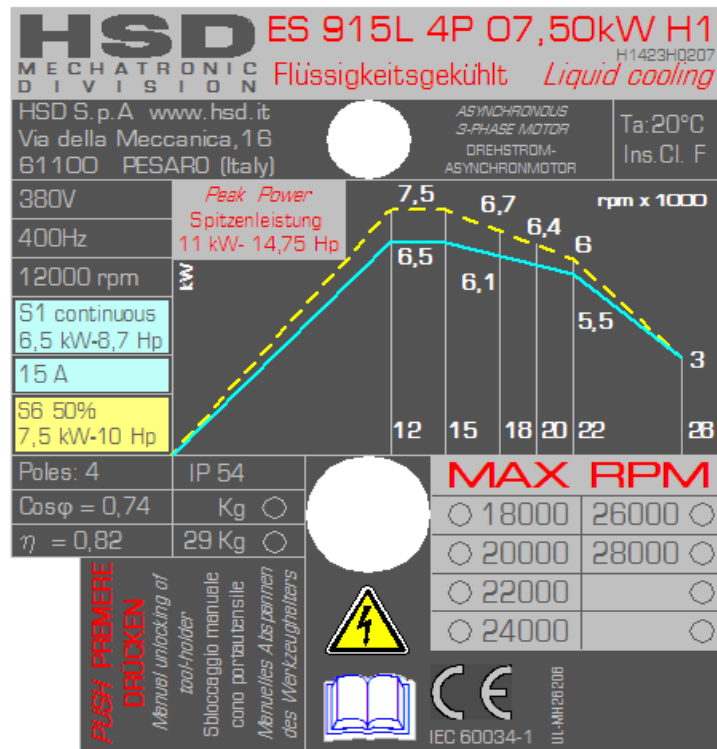 HSD
MECHATRONIC
DIVISION
ES 915L 4P 07,50kW H1
H1423H0207
Flüssigkeitsgekühlt Liquid cooling
HSD S.p.A www.hsd.it
Via della Meccanica,16
61100 PESARO (Italy)
ASYNCHRONOUS
3-PHASE MOTOR
DREHSTROM-
ASYNCHRONMOTOR
Ta:20°C
Ins.Cl. F
380V
400Hz
12000 rpm
S1 continuous
6,5 kW-8,7 Hp
15 A
S6 50%
7,5 kW-10 Hp
Peak Power
Spitzenleistung
11 kW- 14,75 Hp
kW
rpm x 1000
7,5
6,7
6,4
6
6,5
6,1
5,5
3
12 15 18 20 22 28
Poles: 4 IP 54
Cosφ = 0,74 Kg
η = 0,82 29 Kg
MAX RPM
18000 26000
20000 28000
22000
24000
PUSH PREMERE
DRÜCKEN
Manual unlocking of
tool-holder
Sbloccaggio manuale
cono portautensile
Manuelles Abspannen
des Werkzeughalters
CE
IEC 60034-1
UL-MH26206